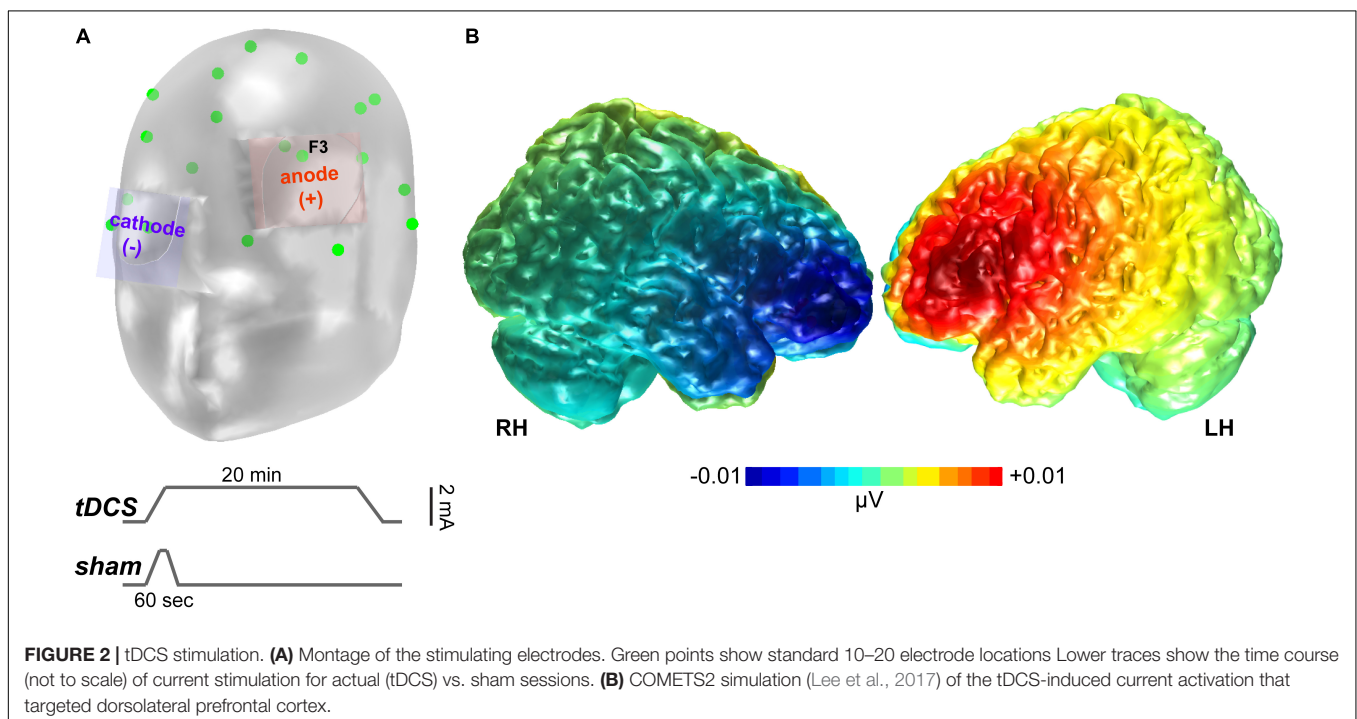 A
B
F3
anode
(+)
cathode
(-)
RH
LH
-0.01
+0.01
µV
20 min
tDCS
2 mA
sham
60 sec
FIGURE 2 | tDCS stimulation. (A) Montage of the stimulating electrodes. Green points show standard 10–20 electrode locations Lower traces show the time course
(not to scale) of current stimulation for actual (tDCS) vs. sham sessions. (B) COMETS2 simulation (Lee et al., 2017) of the tDCS-induced current activation that
targeted dorsolateral prefrontal cortex.